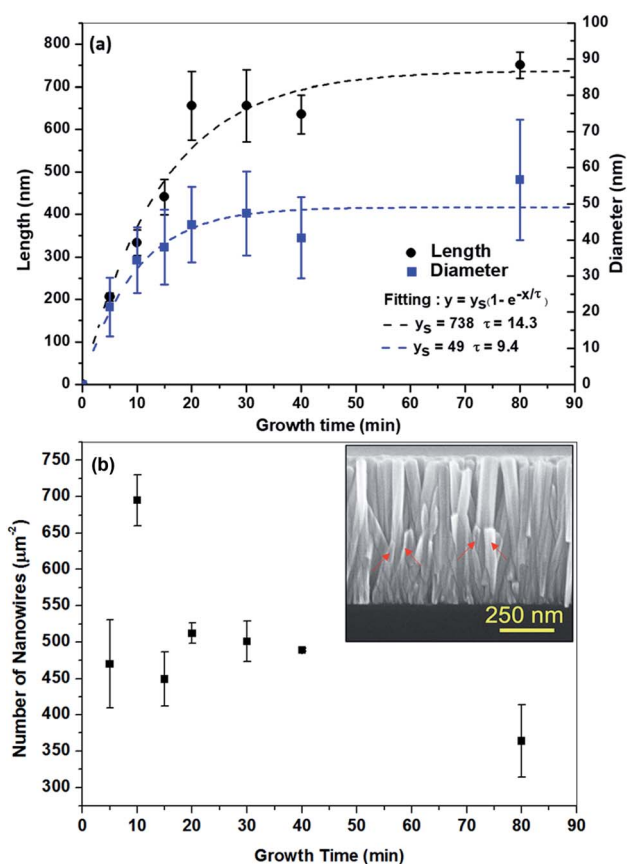 (a)
800
700
600
500
400
300
200
100
0
Length (nm)
100
90
80
70
60
50
40
30
20
10
0
Diameter (nm)
Length
Diameter
Fitting : y = yS(1- e-x/τ)
yS = 738 τ = 14.3
yS = 49 τ = 9.4
0 10 20 30 40 50 60 70 80 90
Growth time (min)
(b)
750
700
650
600
550
500
450
400
350
300
Number of Nanowires (μm-2)
250 nm
0 10 20 30 40 50 60 70 80 90
Growth Time (min)